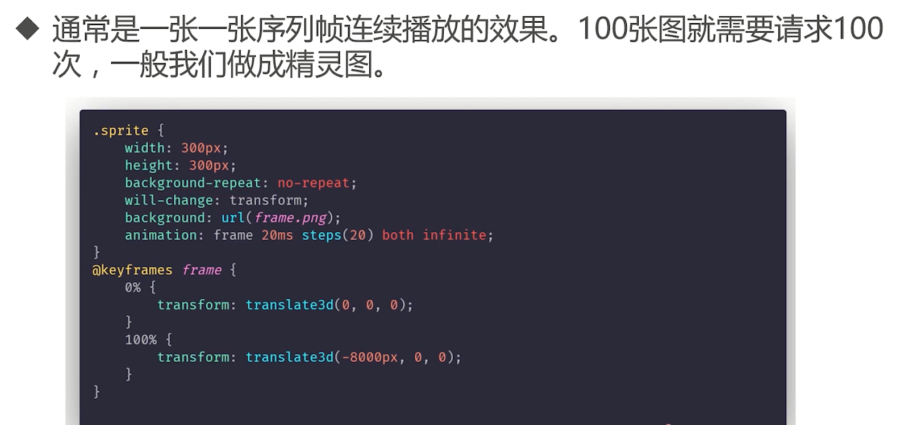 ◆ 通常是一张一张序列帧连续播放的效果。100张图就需要请求100
次，一般我们做成精灵图。
.sprite {
    width: 300px;
    height: 300px;
    background-repeat: no-repeat;
    will-change: transform;
    background: url(frame.png);
    animation: frame 20ms steps(20) both infinite;
}
@keyframes frame {
    0% {
        transform: translate3d(0, 0, 0);
    }
    100% {
        transform: translate3d(-8000px, 0, 0);
    }
}